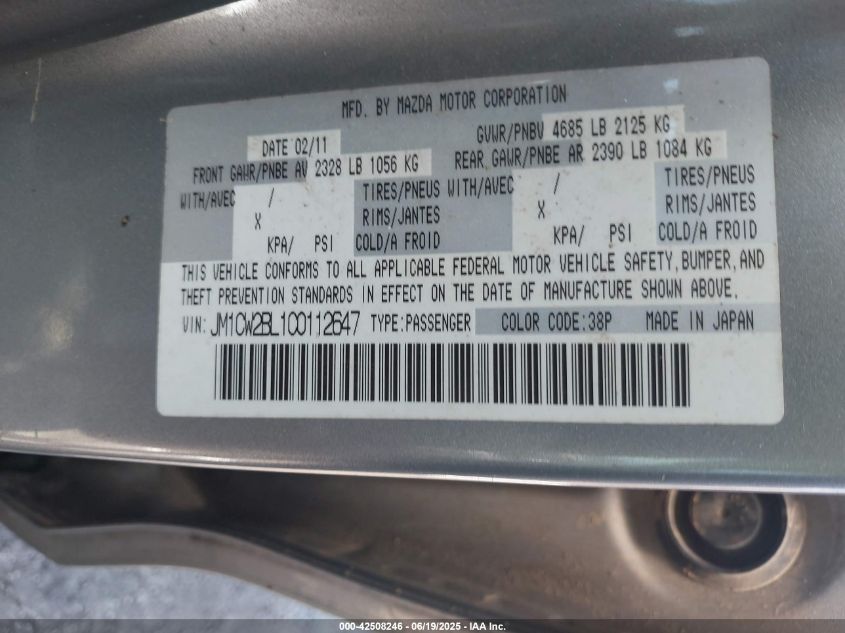 MFD. BY MAZDA MOTOR CORPORATION
DATE 02/11 GVWR/PNBV 4685 LB 2125 KG
FRONT GAWR/PNBE AV 2328 LB 1056 KG REAR GAWR/PNBE AR 2390 LB 1084 KG
WITH/AVEC / TIRES/PNEUS WITH/AVEC / TIRES/PNEUS
X RIMS/JANTES X RIMS/JANTES
KPA/ PSI COLD/A FROID KPA/ PSI COLD/A FROID
THIS VEHICLE CONFORMS TO ALL APPLICABLE FEDERAL MOTOR VEHICLE SAFETY, BUMPER, AND
THEFT PREVENTION STANDARDS IN EFFECT ON THE DATE OF MANUFACTURE SHOWN ABOVE.
VIN: JM1CW2BL1C0112647 TYPE:PASSENGER COLOR CODE:38P MADE IN JAPAN
000-42508246 - 06/19/2025 - IAA Inc.